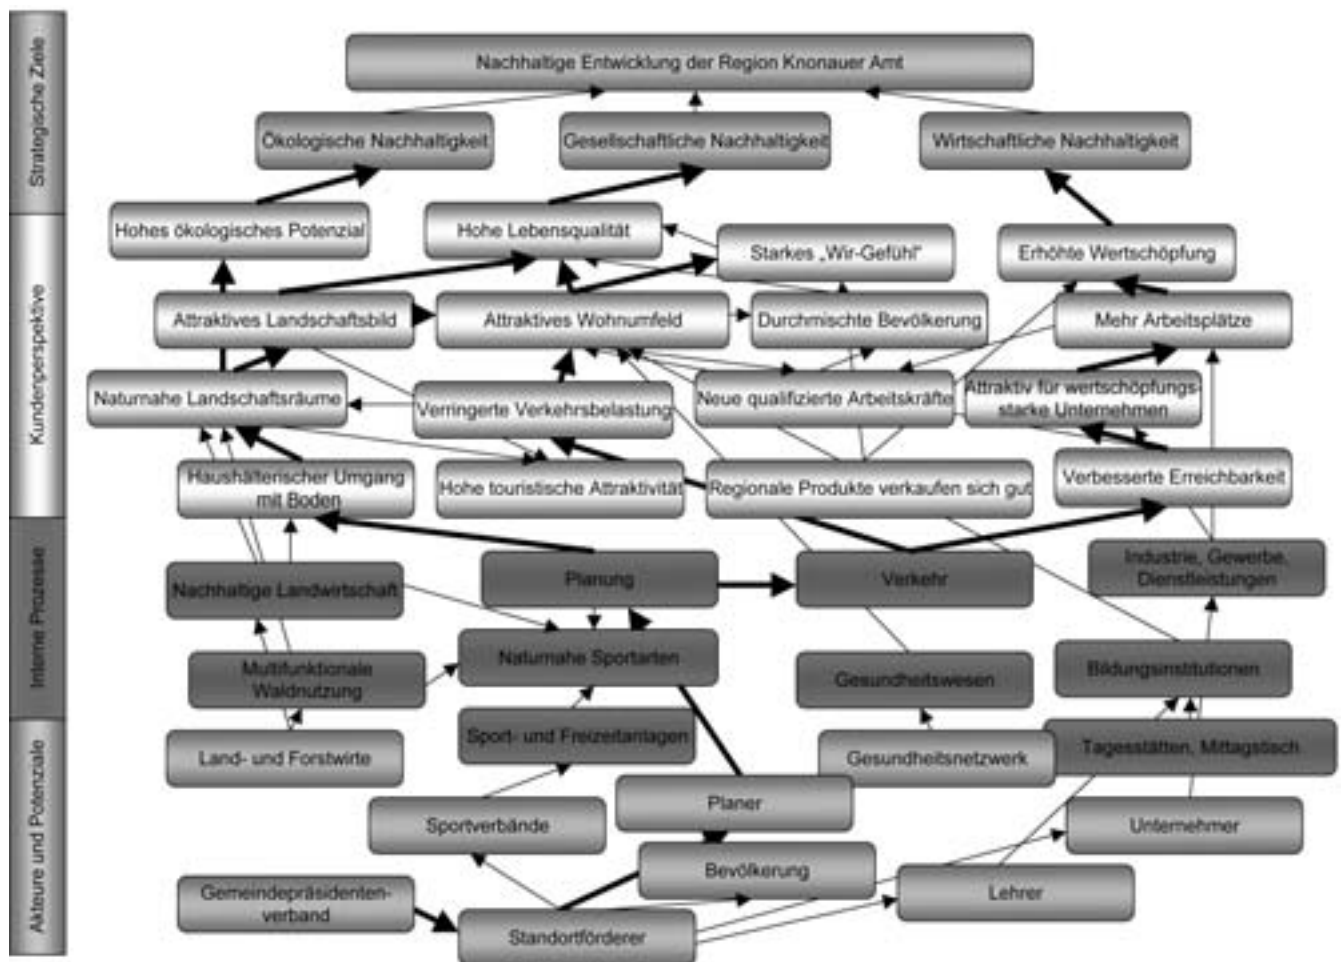 Strategische Ziele
Nachhaltige Entwicklung der Region Knonauer Amt
Ökologische Nachhaltigkeit
Gesellschaftliche Nachhaltigkeit
Wirtschaftliche Nachhaltigkeit
Kundenperspektive
Hohes ökologisches Potenzial
Hohe Lebensqualität
Starkes „Wir-Gefühl“
Erhöhte Wertschöpfung
Attraktives Landschaftsbild
Attraktives Wohnumfeld
Durchmischte Bevölkerung
Mehr Arbeitsplätze
Naturnahe Landschaftsräume
Verringerte Verkehrsbelastung
Neue qualifizierte Arbeitskräfte
Attraktiv für wertschöpfungs-
starke Unternehmen
Haushälterischer Umgang
mit Boden
Hohe touristische Attraktivität
Regionale Produkte verkaufen sich gut
Verbesserte Erreichbarkeit
Interne Prozesse
Nachhaltige Landwirtschaft
Planung
Verkehr
Industrie, Gewerbe,
Dienstleistungen
Multifunktionale
Waldnutzung
Naturnahe Sportarten
Gesundheitswesen
Bildungsinstitutionen
Sport- und Freizeitanlagen
Tagesstätten, Mittagstisch
Akteure und Potenziale
Land- und Forstwirte
Gesundheitsnetzwerk
Sportverbände
Planer
Unternehmer
Gemeindepräsidenten-
verband
Bevölkerung
Lehrer
Standortförderer